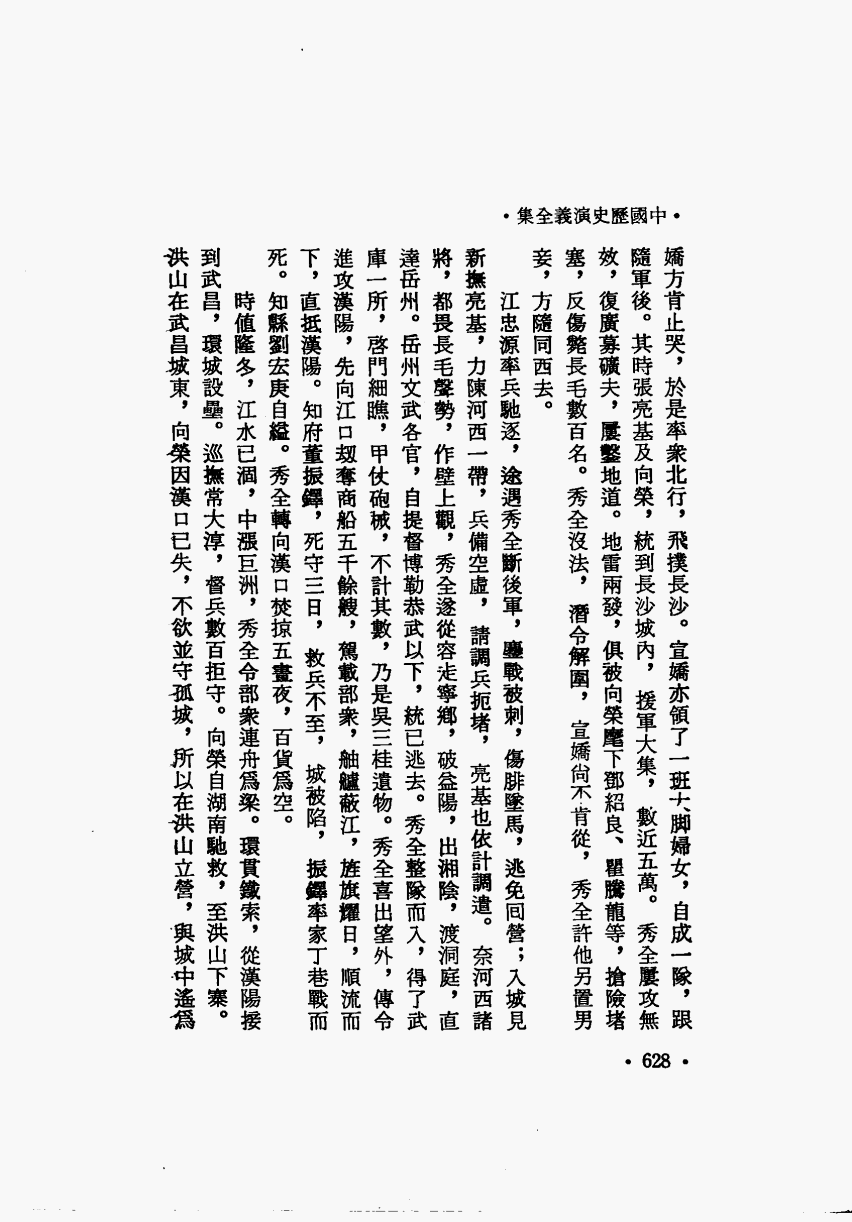 •中國歷史演義全集•
嬌方肯止哭，於是率衆北行，飛撲長沙。宣嬌亦領了一班大脚婦女，自成一隊，跟
隨軍後。其時張亮基及向榮，統到長沙城內，援軍大集，數近五萬。秀全屢攻無
效，復廣募礦夫，屢鑿地道。地雷兩發，俱被向榮麾下鄧紹良、瞿騰龍等，搶險堵
塞，反傷斃長毛數百名。秀全沒法，潛令解圍，宣嬌尙不肯從，秀全許他另置男
妾，方隨同西去。
江忠源率兵馳逐，途遇秀全斷後軍，鏖戰被刺，傷腓墜馬，逃免囘營；入城見
新撫亮基，力陳河西一帶，兵備空虛，請調兵扼堵，亮基也依計調遣。奈河西諸
將，都畏長毛聲勢，作壁上觀，秀全遂從容走寧鄉，破益陽，出湘陰，渡洞庭，直
達岳州。岳州文武各官，自提督博勒恭武以下，統已逃去。秀全整隊而入，得了武
庫一所，啓門細瞧，甲仗砲械，不計其數，乃是吳三桂遺物。秀全喜出望外，傳令
進攻漢陽，先向江口刧奪商船五千餘艘，駕載部衆，舳艫蔽江，旌旗耀日，順流而
下，直抵漢陽。知府董振鐸，死守三日，救兵不至，城被陷，振鐸率家丁巷戰而
死。知縣劉宏庚自縊。秀全轉向漢口焚掠五晝夜，百貨爲空。
時値隆冬，江水已涸，中漲巨洲，秀全令部衆連舟爲梁。環貫鐵索，從漢陽接
到武昌，環城設壘。巡撫常大淳，督兵數百拒守。向榮自湖南馳救，至洪山下寨。
洪山在武昌城東，向榮因漢口已失，不欲並守孤城，所以在洪山立營，與城中遙爲
•628•